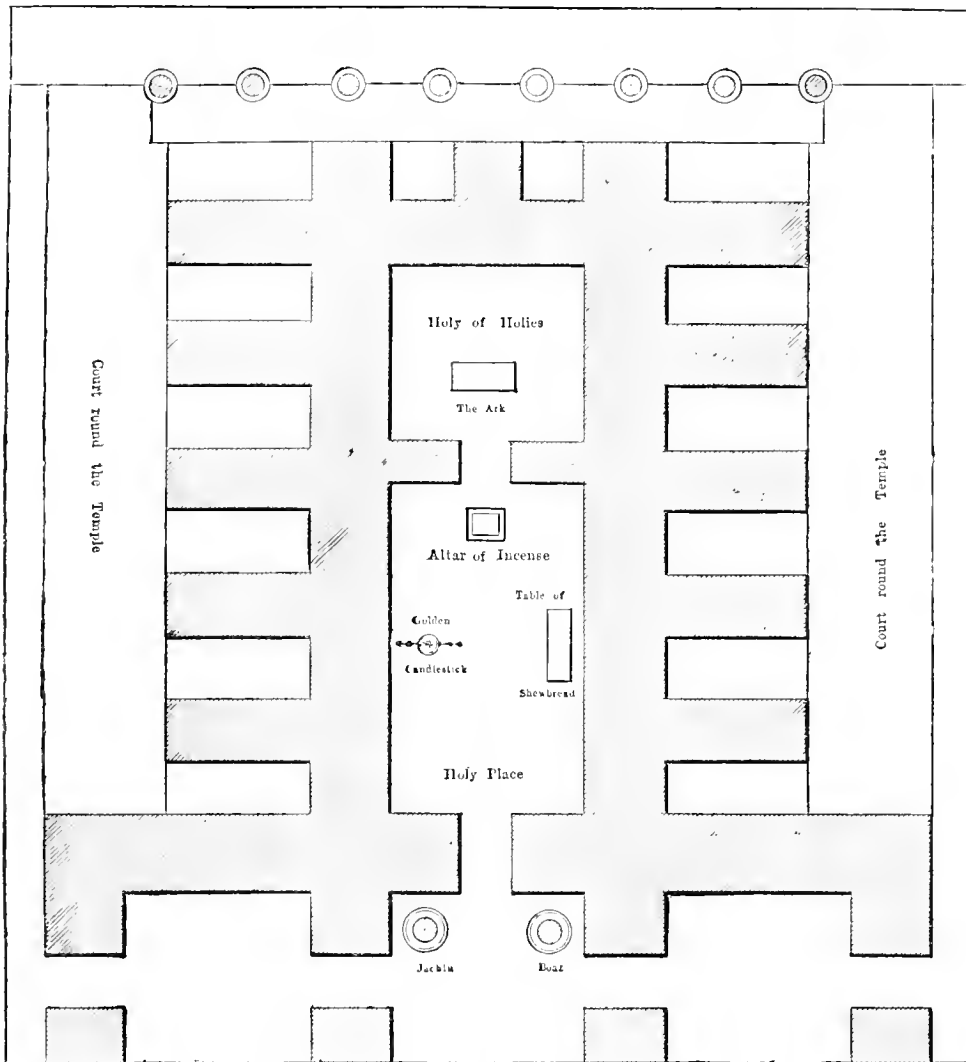 Holy of Holies
The Ark
Court round the Temple
Altar of Incense
Court round the Temple
Table of
Golden
Candlestick
Shewbread
Holy Place
Jachin
Boaz